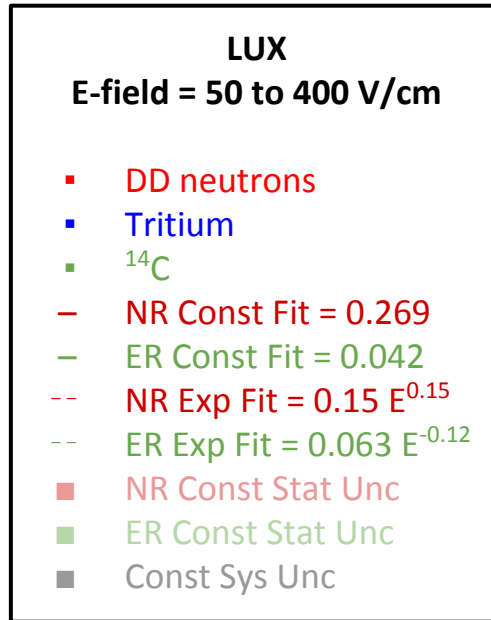 LUX
E-field = 50 to 400 V/cm
DD neutrons
Tritium
¹⁴C
NR Const Fit = 0.269
ER Const Fit = 0.042
NR Exp Fit = 0.15 E⁰·¹⁵
ER Exp Fit = 0.063 E⁻⁰·¹²
NR Const Stat Unc
ER Const Stat Unc
Const Sys Unc